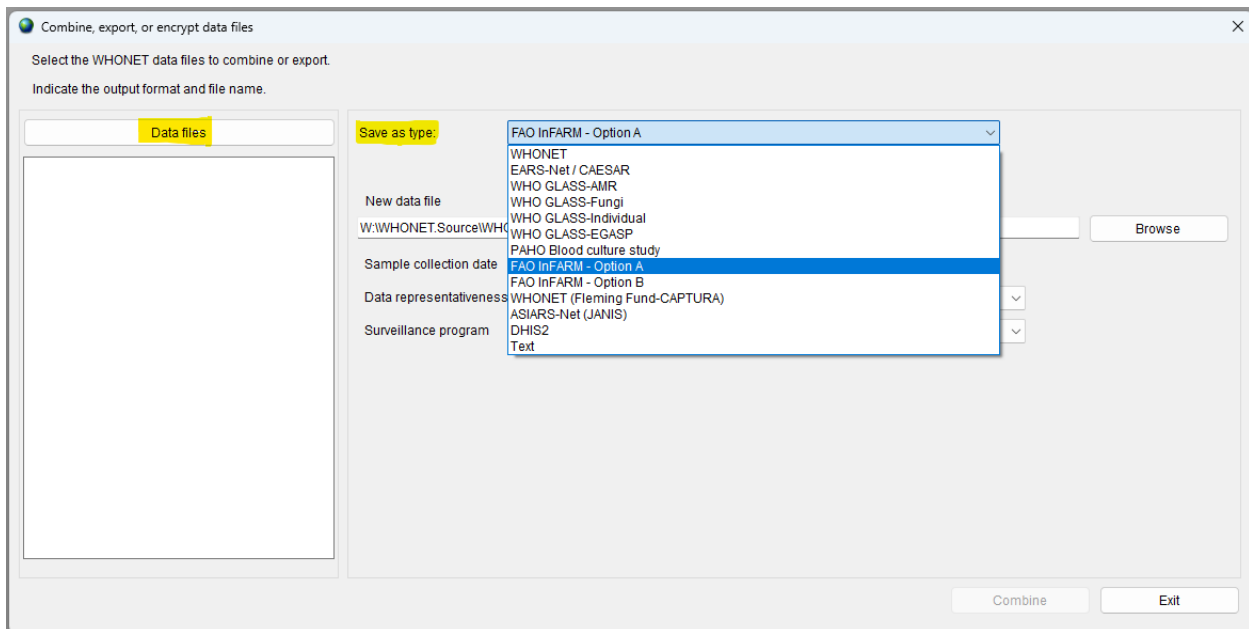 Combine, export, or encrypt data files
Select the WHONET data files to combine or export.
Indicate the output format and file name.
Data files
Save as type:
FAO InFARM - Option A
WHONET
EARS-Net / CAESAR
WHO GLASS-AMR
WHO GLASS-Fungi
WHO GLASS-Individual
WHO GLASS-EGASP
PAHO Blood culture study
FAO InFARM - Option A
FAO InFARM - Option B
WHONET (Fleming Fund-CAPTURA)
ASIARS-Net (JANIS)
DHIS2
Text
New data file
W:\WHONET.Source\WHO
Browse
Sample collection date
Data representativeness
Surveillance program
Combine
Exit